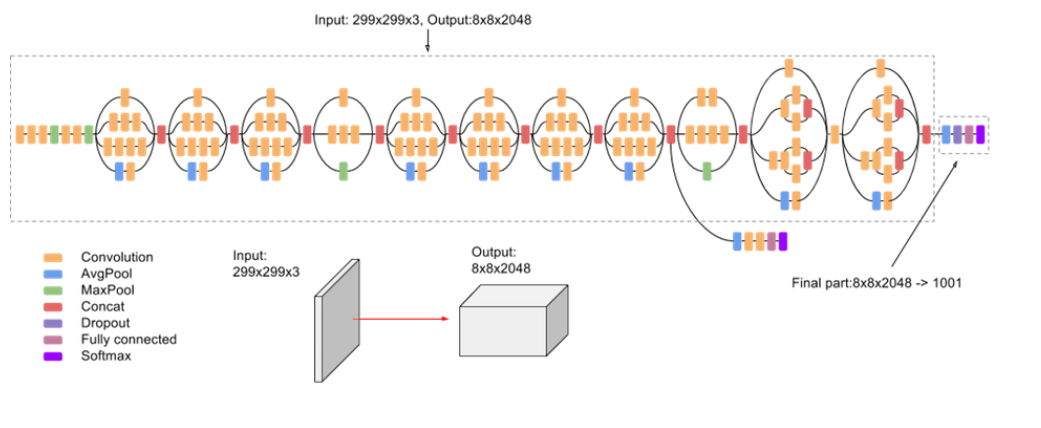 Input: 299x299x3, Output:8x8x2048
Convolution
AvgPool
MaxPool
Concat
Dropout
Fully connected
Softmax
Input:
299x299x3
Output:
8x8x2048
Final part:8x8x2048 -> 1001